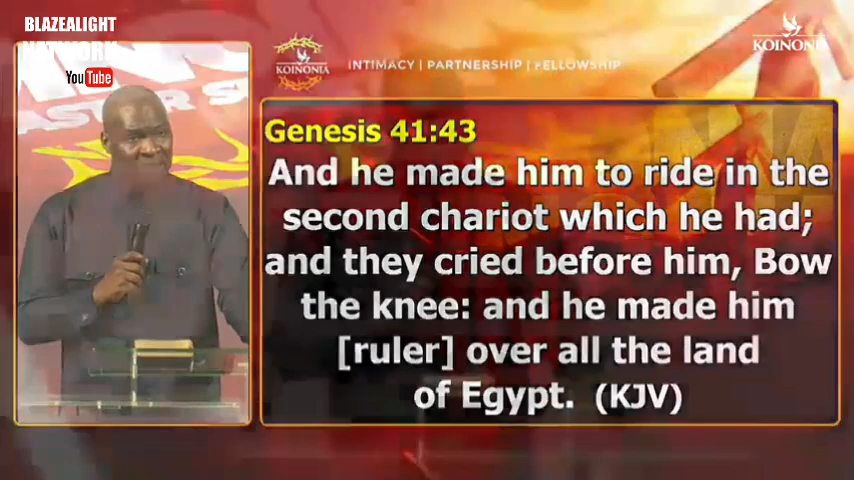 BLAZEALIGHT
NETWORK
YouTube
KOINONIA
INTIMACY | PARTNERSHIP | FELLOWSHIP
KOINONIA
Genesis 41:43
And he made him to ride in the
second chariot which he had;
and they cried before him, Bow
the knee: and he made him
[ruler] over all the land
of Egypt. (KJV)